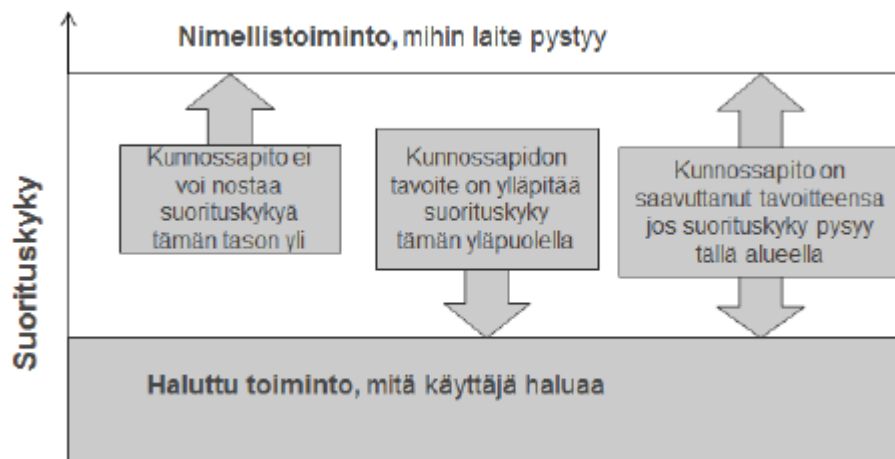 Nimellistoiminto, mihin laite pystyy
Kunnossapito ei
voi nostaa
suorituskykyä
tämän tason yli
Kunnossapidon
tavoite on ylläpitää
suorituskyky
tämän yläpuolella
Kunnossapito on
saavuttanut tavoitteensa
jos suorituskyky pysyy
tällä alueella
Suorituskyky
Haluttu toiminto, mitä käyttäjä haluaa